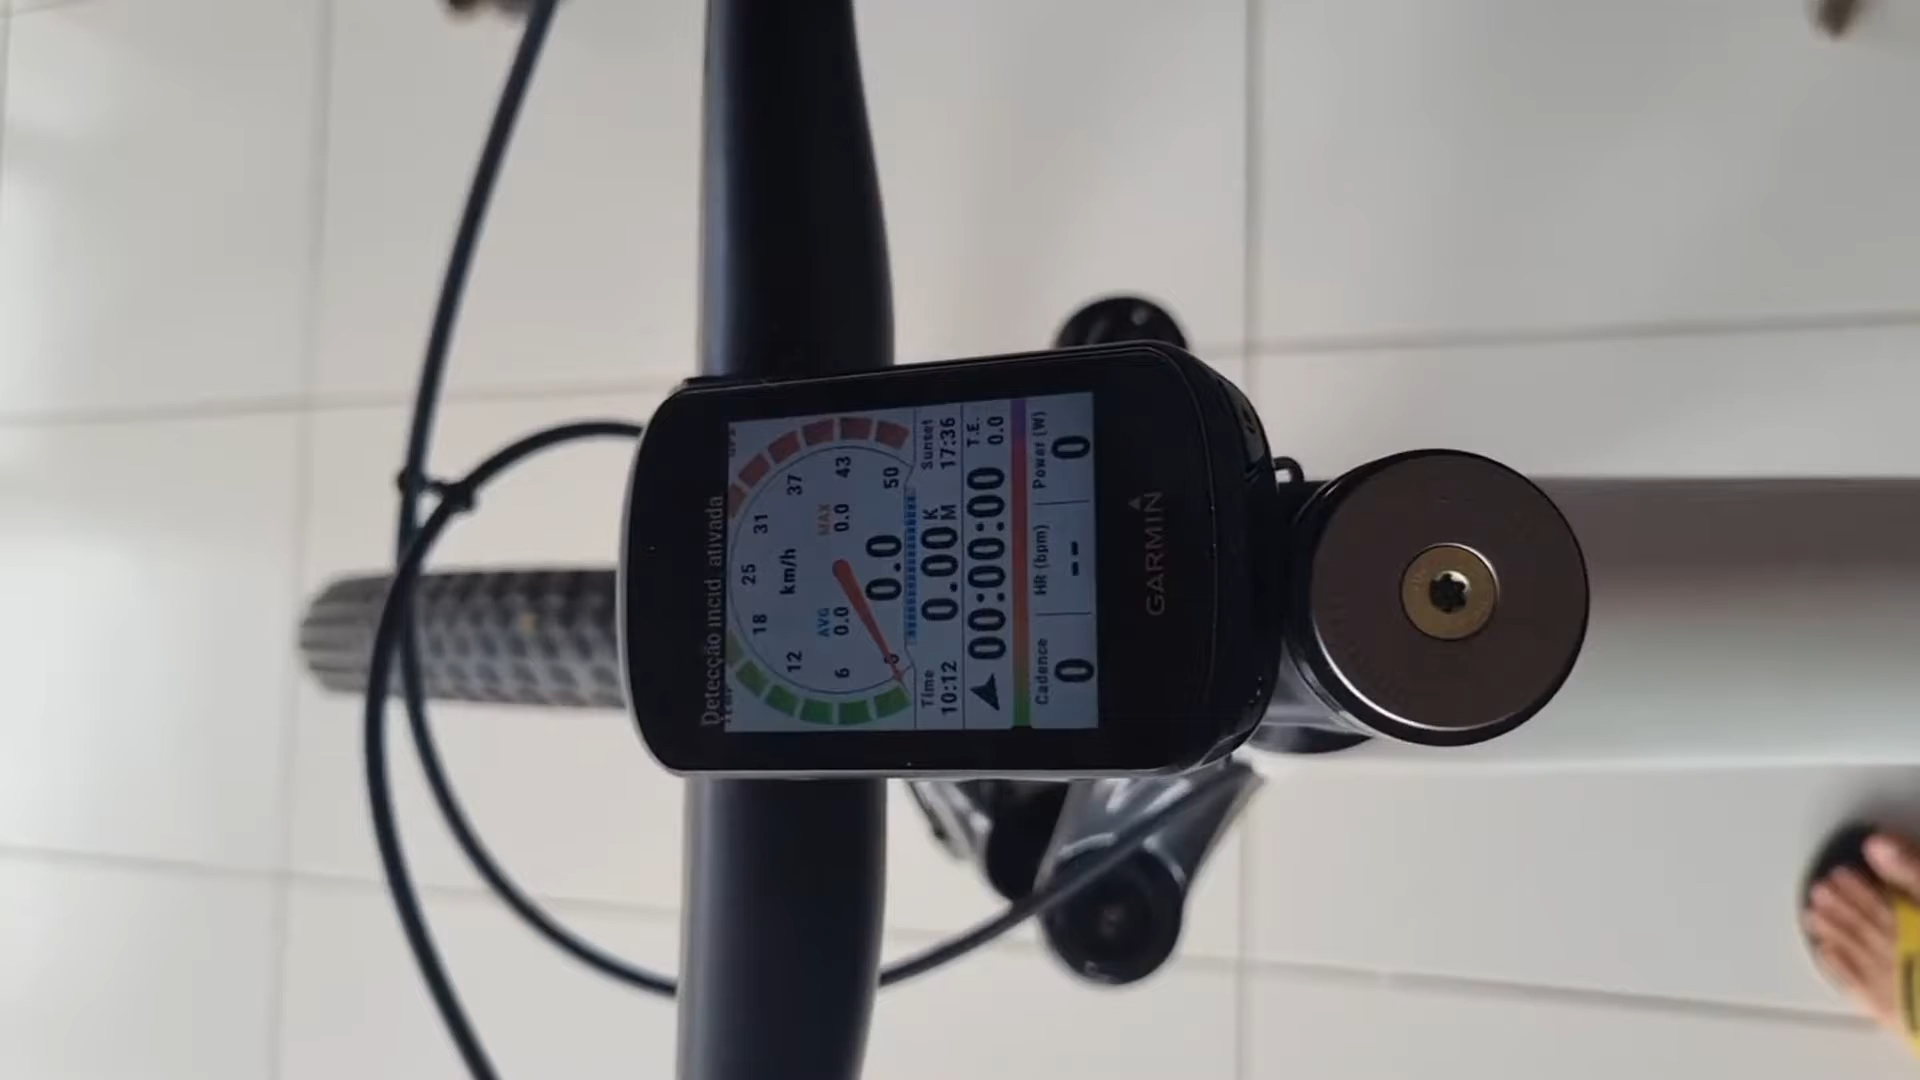 Detecção incid ativada
25
31
18
37
12
km/h
43
6
AVG
MAX
0.0
0.0
50
0
0.0
Time
Sunset
10:12
0.00
KM
17:36
00:00:00
T.E.
0.0
Cadence
HR (bpm)
Power (W)
0
--
0
GARMIN